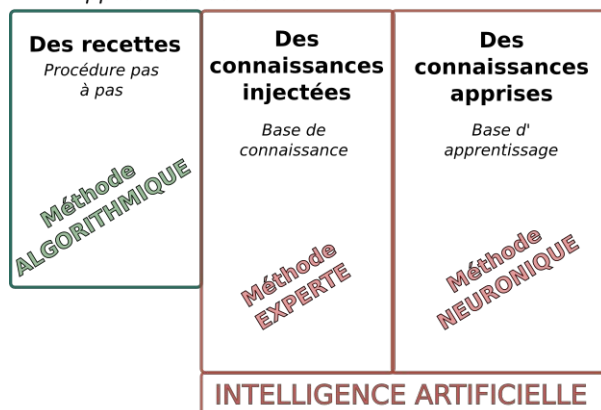 Des recettes
Procédure pas
à pas
Méthode
ALGORITHMIQUE
Des
connaissances
injectées
Base de
connaissance
Méthode
EXPERTE
Des
connaissances
apprises
Base d'
apprentissage
Méthode
NEURONIQUE
INTELLIGENCE ARTIFICIELLE